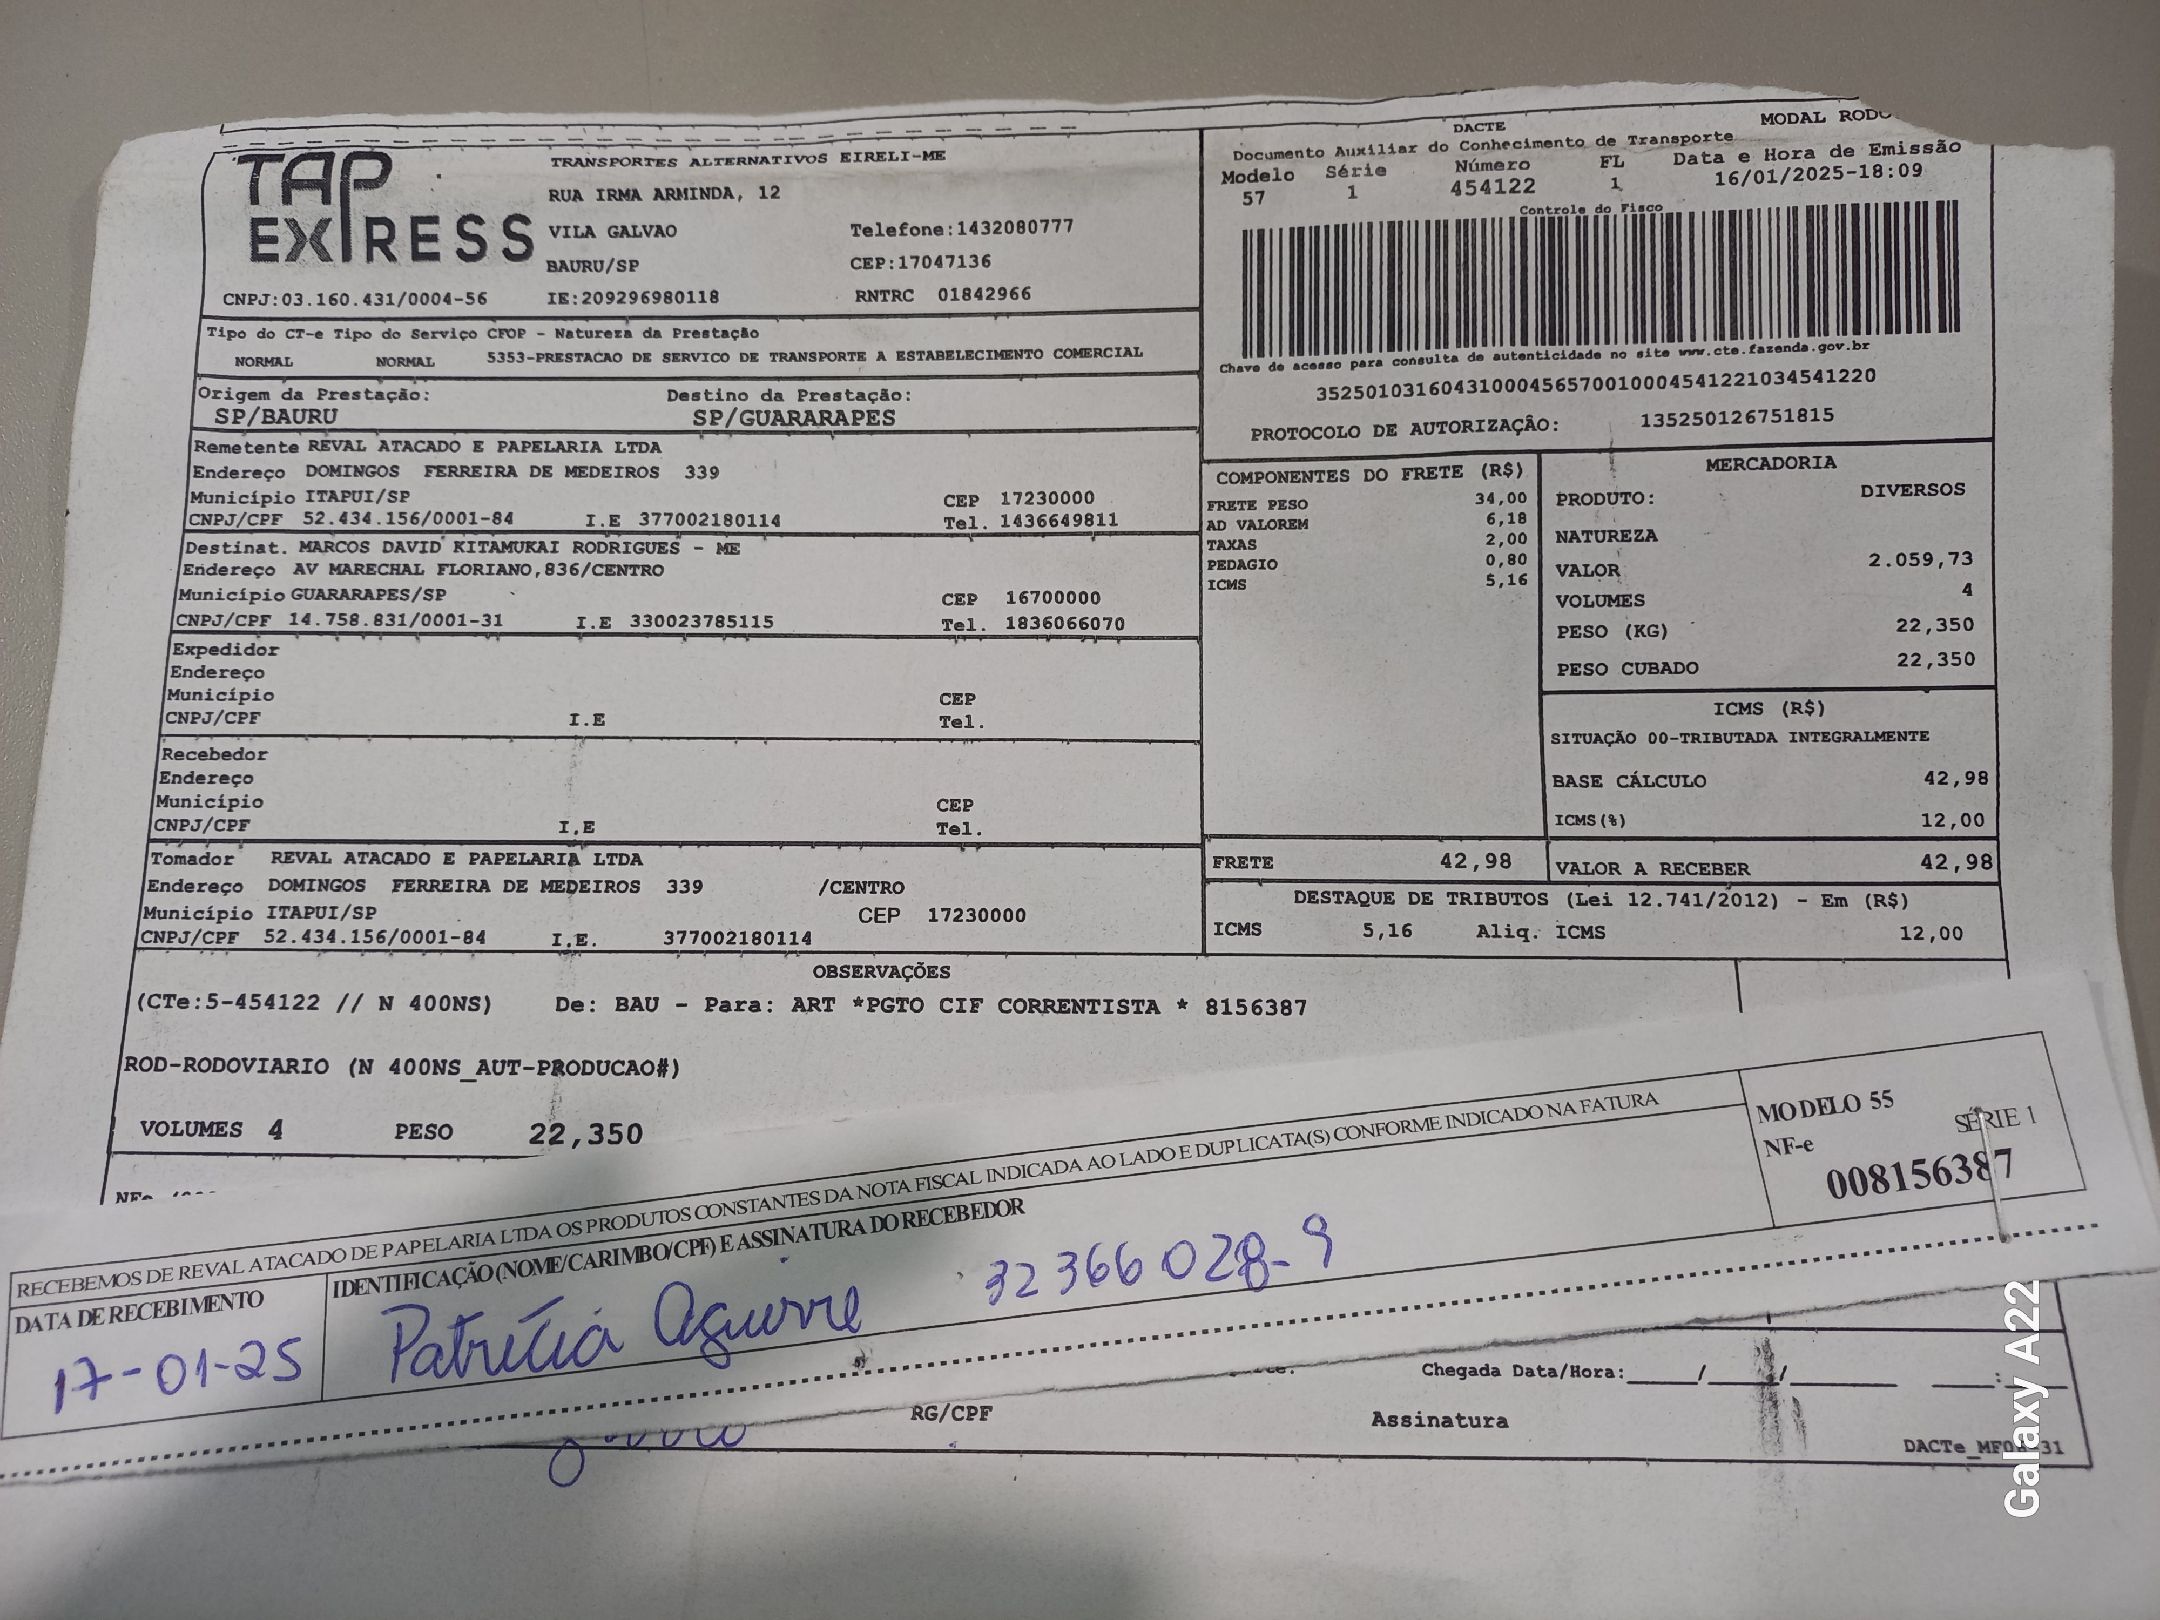 TAP
EXPRESS
TRANSPORTES ALTERNATIVOS EIRELI-ME
RUA IRMA ARMINDA, 12
VILA GALVAO Telefone:1432080777
BAURU/SP CEP:17047136
CNPJ:03.160.431/0004-56 IE:209296980118 RNTRC 01842966
MODAL
DACTE
Documento Auxiliar do Conhecimento de Transporte
Modelo Série Número FL Data e Hora de Emissão
57 1 454122 1 16/01/2025-18:09
Controle do Fisco
Chave de acesso para consulta de autenticidade no site www.cte.fazenda.gov.br
35250103160431000456570010004541221034541220
PROTOCOLO DE AUTORIZAÇÂO: 135250126751815
Tipo do CT-e Tipo do Serviço CFOP - Natureza da Prestação
NORMAL NORMAL 5353-PRESTACAO DE SERVICO DE TRANSPORTE A ESTABELECIMENTO COMERCIAL
Origem da Prestação: Destino da Prestação:
SP/BAURU SP/GUARARAPES
Remetente REVAL ATACADO E PAPELARIA LTDA
Endereço DOMINGOS FERREIRA DE MEDEIROS 339
Município ITAPUI/SP CEP 17230000
CNPJ/CPF 52.434.156/0001-84 I.E 377002180114 Tel. 1436649811
Destinat. MARCOS DAVID KITAMUKAI RODRIGUES - ME
Endereço AV MARECHAL FLORIANO,836/CENTRO
Município GUARARAPES/SP CEP 16700000
CNPJ/CPF 14.758.831/0001-31 I.E 330023785115 Tel. 1836066070
Expedidor
Endereço
Município CEP
CNPJ/CPF I.E Tel.
Recebedor
Endereço
Município CEP
CNPJ/CPF I.E Tel.
Tomador REVAL ATACADO E PAPELARIA LTDA
Endereço DOMINGOS FERREIRA DE MEDEIROS 339 /CENTRO
Município ITAPUI/SP CEP 17230000
CNPJ/CPF 52.434.156/0001-84 I.E. 377002180114
COMPONENTES DO FRETE (R$)
FRETE PESO 34,00
AD VALOREM 6,18
TAXAS 2,00
PEDAGIO 0,80
ICMS 5,16
MERCADORIA
PRODUTO: DIVERSOS
NATUREZA
VALOR 2.059,73
VOLUMES 4
PESO (KG) 22,350
PESO CUBADO 22,350
ICMS (R$)
SITUAÇÃO 00-TRIBUTADA INTEGRALMENTE
BASE CÁLCULO 42,98
ICMS(%) 12,00
FRETE 42,98 VALOR A RECEBER 42,98
DESTAQUE DE TRIBUTOS (Lei 12.741/2012) - Em (R$)
ICMS 5,16 Aliq. ICMS 12,00
OBSERVAÇÕES
(CTe:5-454122 // N 400NS) De: BAU - Para: ART *PGTO CIF CORRENTISTA * 8156387
ROD-RODOVIARIO (N 400NS_AUT-PRODUCAO#)
VOLUMES 4 PESO 22,350
RECEBEMOS DE REVAL ATACADO DE PAPELARIA LTDA OS PRODUTOS CONSTANTES DA NOTA FISCAL INDICADA AO LADO E DUPLICATA(S) CONFORME INDICADO NA FATURA
DATA DE RECEBIMENTO IDENTIFICAÇÃO (NOME/CARIMBO/CPF) E ASSINATURA DO RECEBEDOR
17-01-25 Patrícia Aguirre 32366028-9
MODELO 55
SÉRIE 1
NF-e
008156387
Chegada Data/Hora:____/____/______ ____:____
RG/CPF Assinatura
Galaxy A22